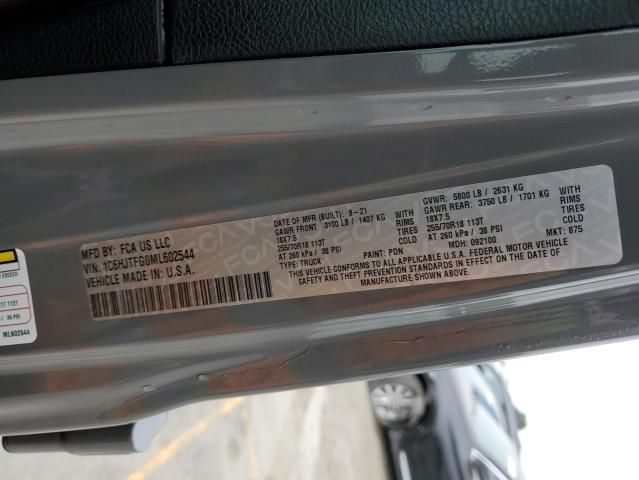 MFD BY: FCA US LLC
VIN: 1C6HJTFG0ML602544
VEHICLE MADE IN: U.S.A.
DATE OF MFR (BUILT): 9-21
GAWR FRONT: 3100 LB / 1407 KG WITH
18X7.5 RIMS
255/70R18 113T TIRES
AT 260 kPa / 38 PSI COLD
TYPE: TRUCK PAINT: PDN
GVWR: 5800 LB / 2631 KG
GAWR REAR: 3750 LB / 1701 KG WITH
18X7.5 RIMS
255/70R18 113T TIRES
AT 260 kPa / 38 PSI COLD
MDH: 092100 MKT: 875
THIS VEHICLE CONFORMS TO ALL APPLICABLE U.S.A. FEDERAL MOTOR VEHICLE
SAFETY AND THEFT PREVENTION STANDARDS IN EFFECT ON THE DATE OF
MANUFACTURE SHOWN ABOVE
EXCEED
113T
36 PSI
ML602544